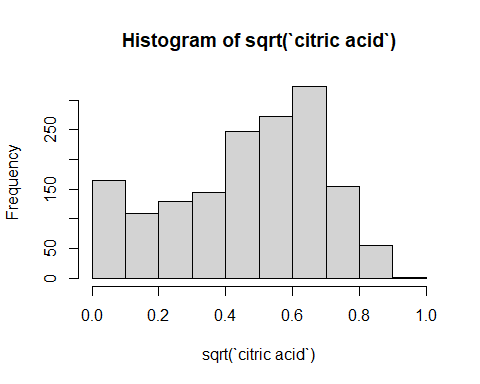 Histogram of sqrt(`citric acid`)
Frequency
250
150
50
0
0.0 0.2 0.4 0.6 0.8 1.0
sqrt(`citric acid`)